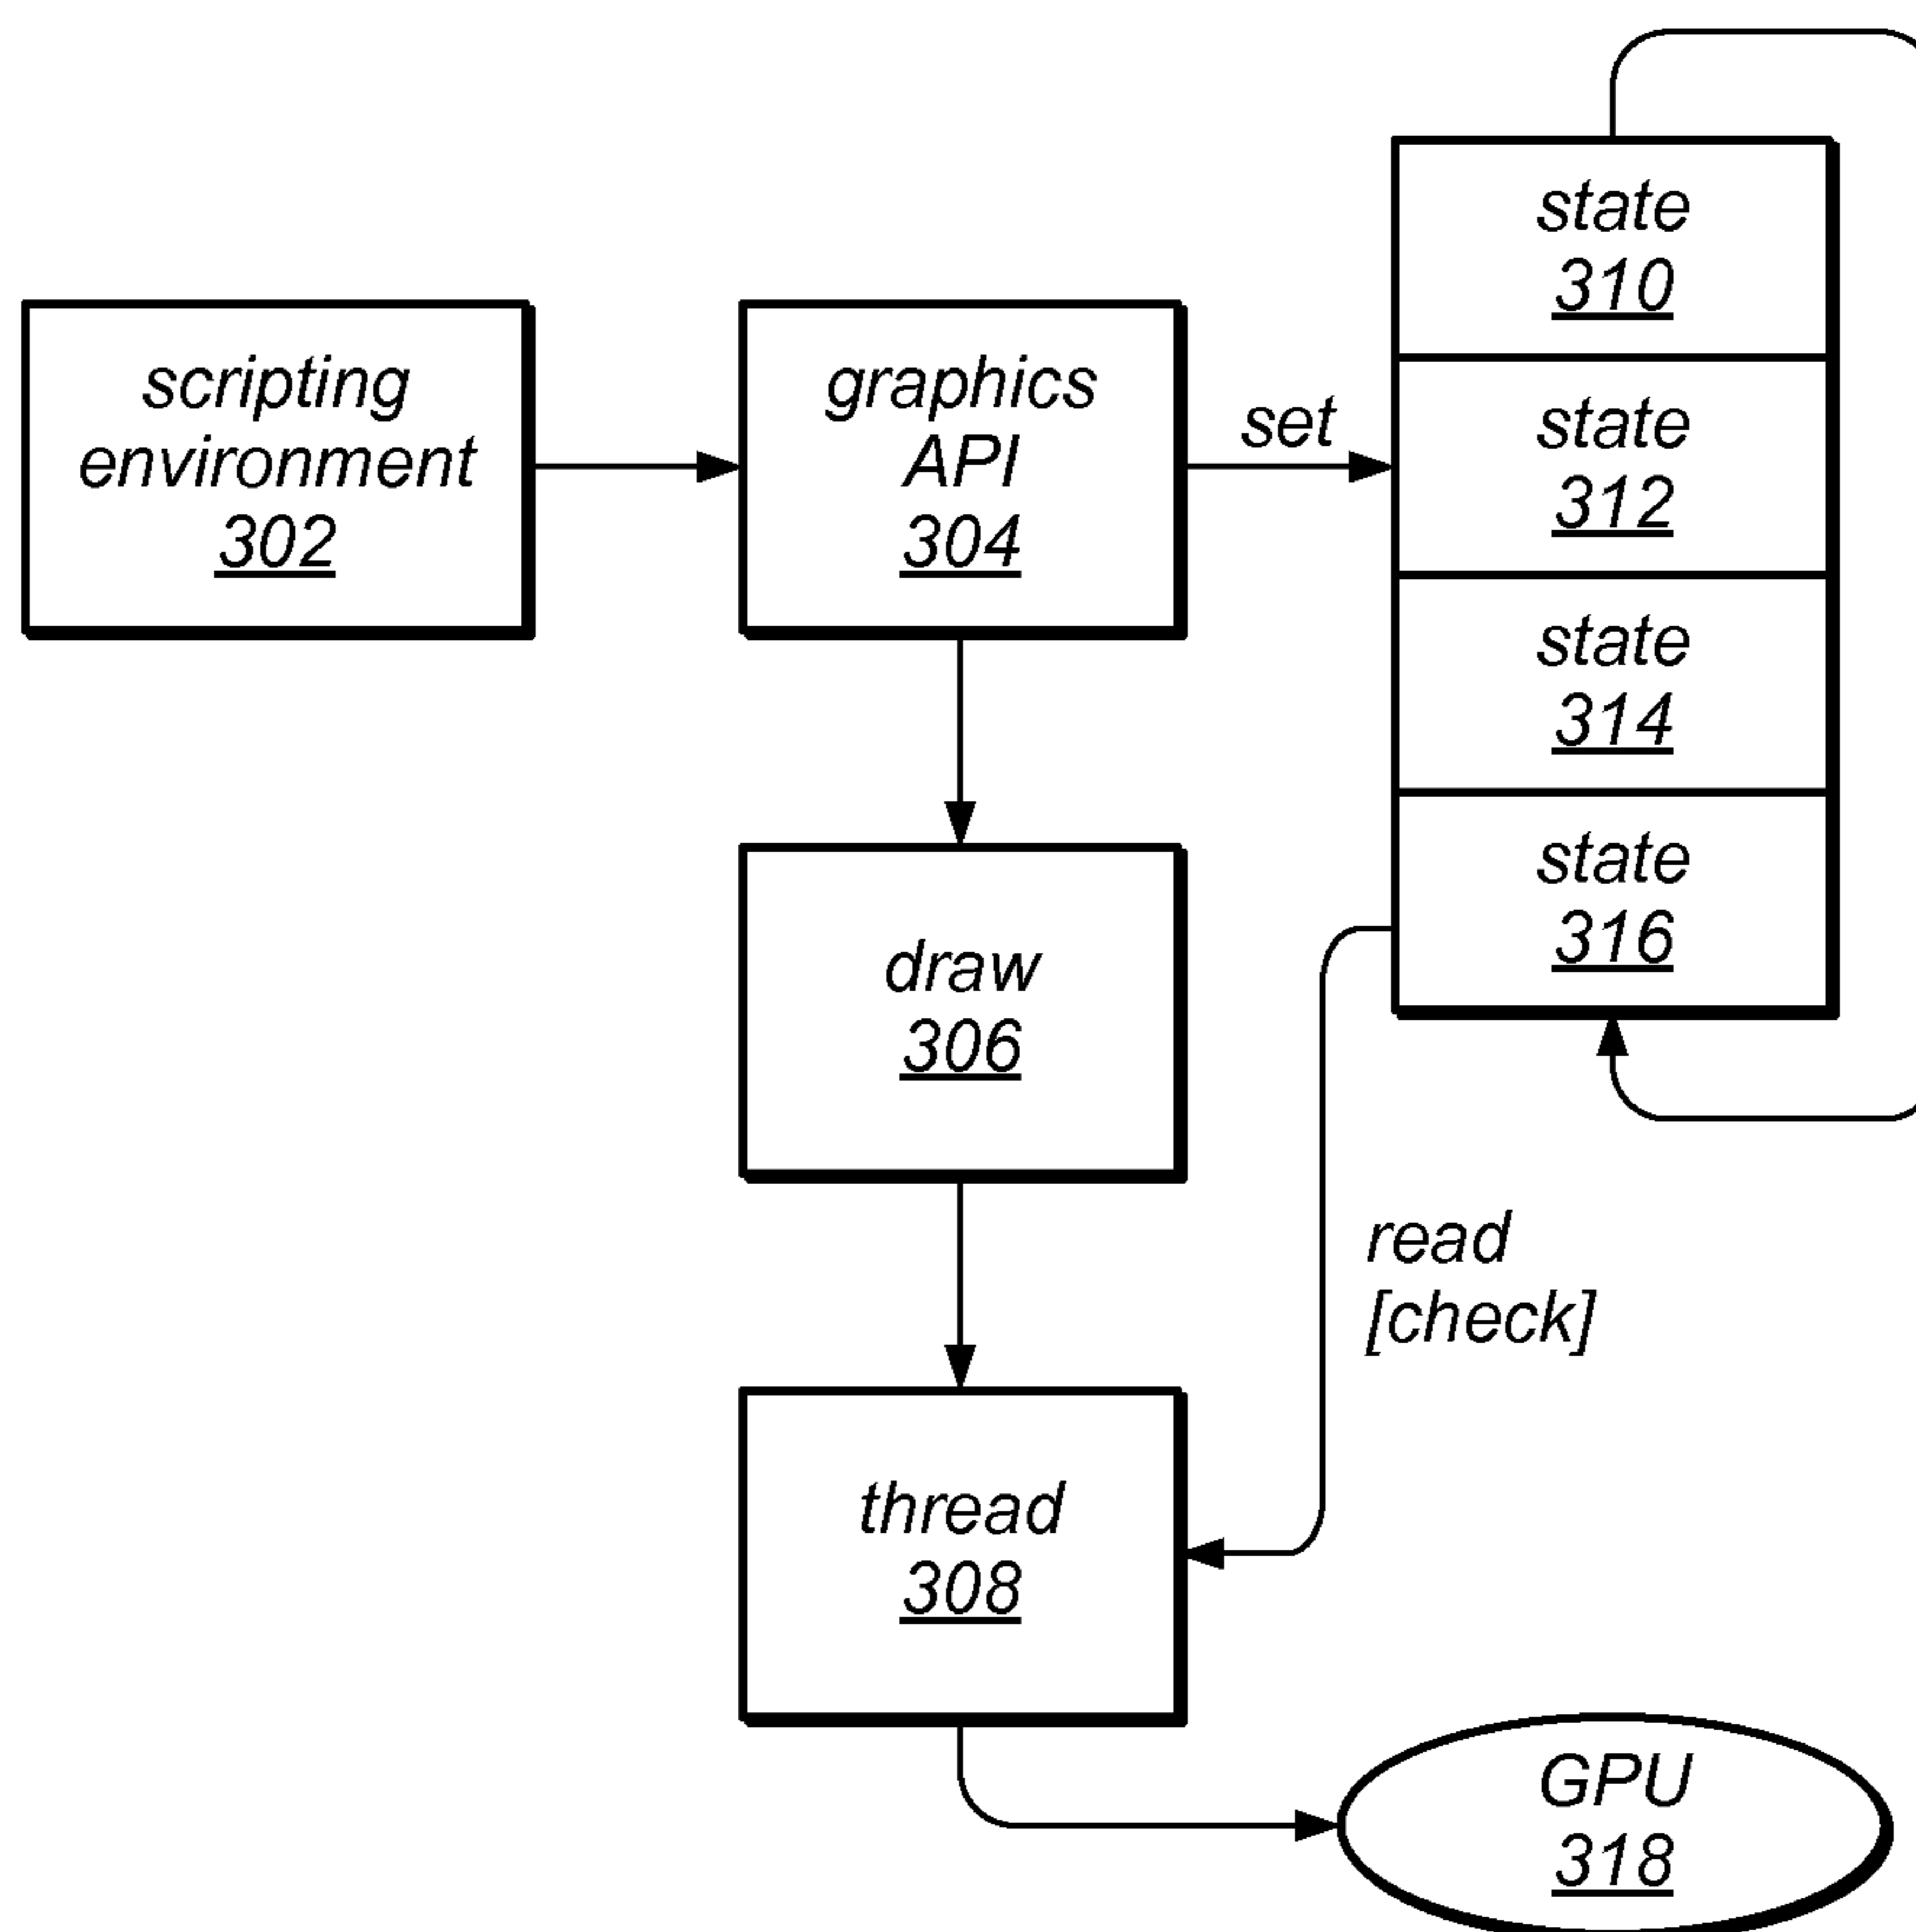 scripting
environment
302
graphics
API
304
set
state
310
state
312
state
314
state
316
draw
306
read
[check]
thread
308
GPU
318